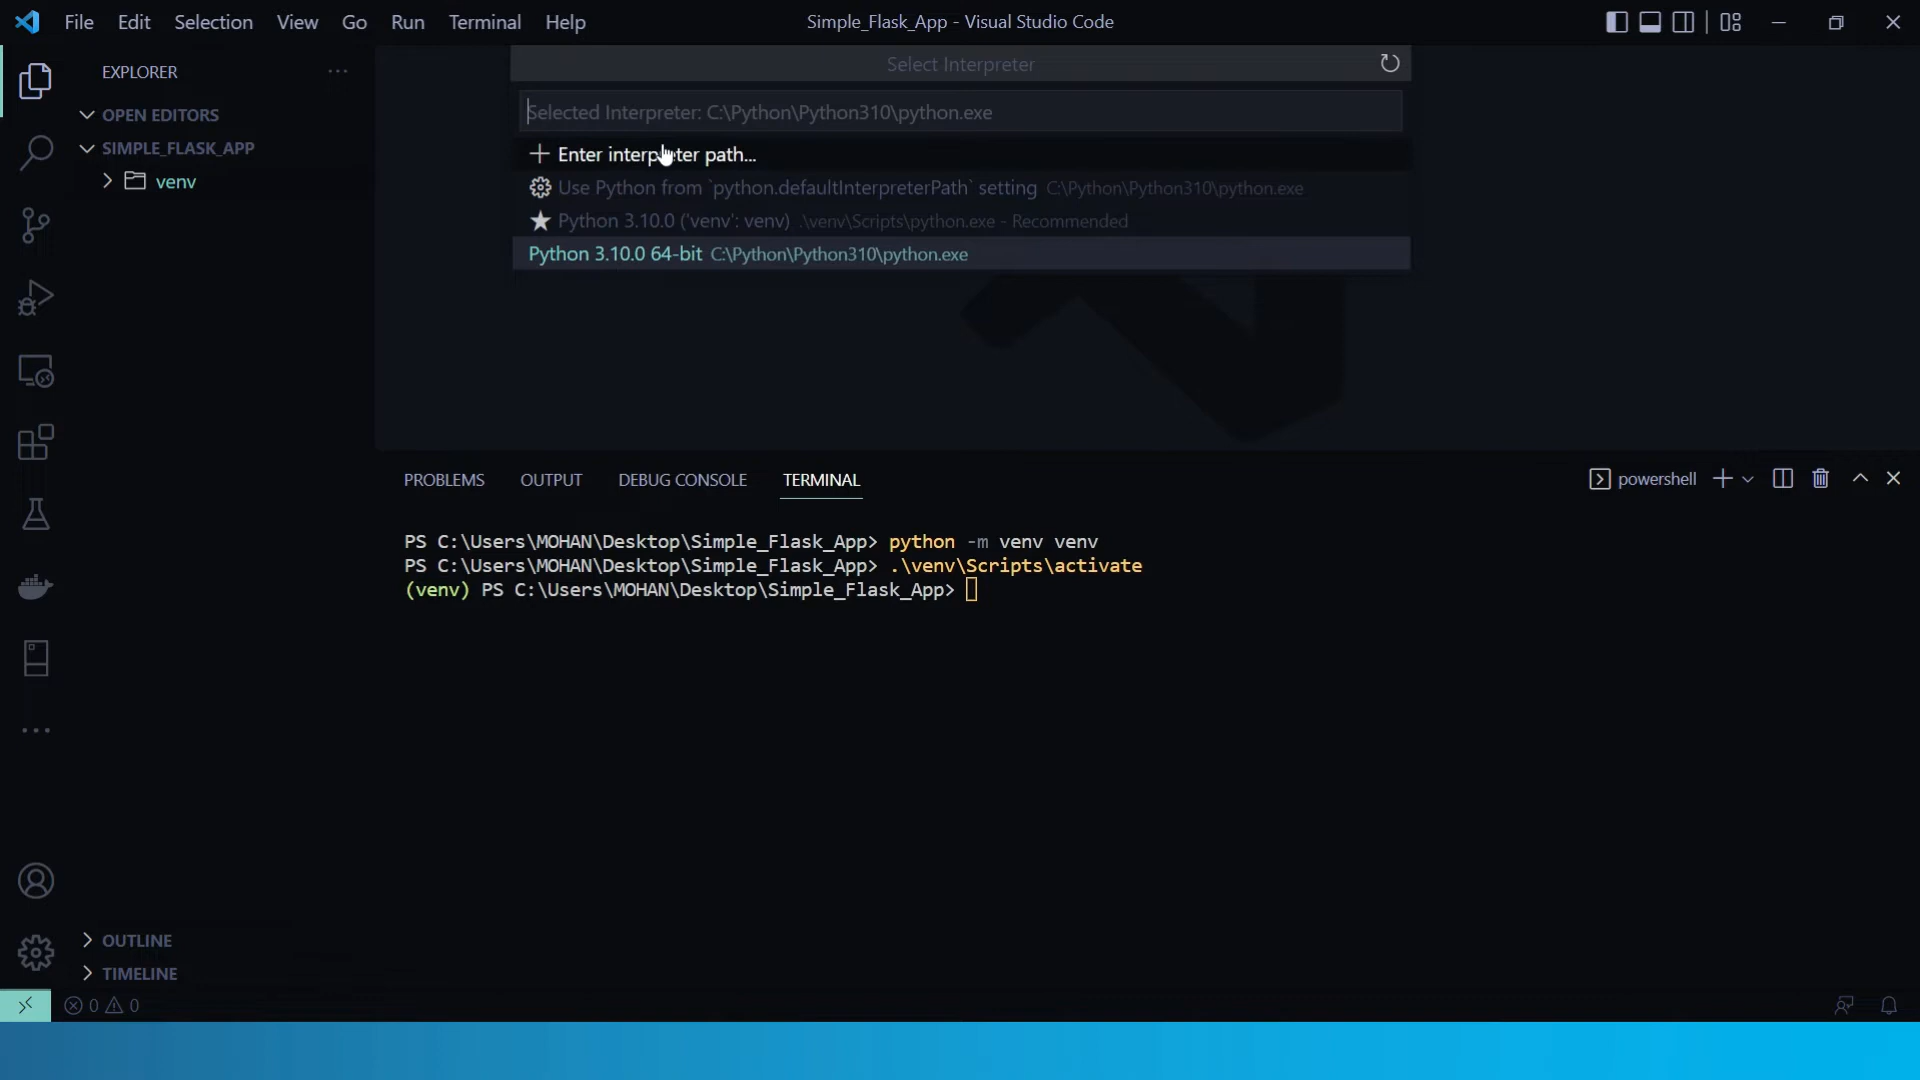 File Edit Selection View Go Run Terminal Help
Simple_Flask_App - Visual Studio Code
EXPLORER
OPEN EDITORS
SIMPLE_FLASK_APP
venv
Select Interpreter
Selected Interpreter: C:\Python\Python310\python.exe
Enter interpreter path...
Use Python from `python.defaultInterpreterPath` setting C:\Python\Python310\python.exe
Python 3.10.0 ('venv': venv) .\venv\Scripts\python.exe - Recommended
Python 3.10.0 64-bit C:\Python\Python310\python.exe
PROBLEMS OUTPUT DEBUG CONSOLE TERMINAL
powershell
PS C:\Users\MOHAN\Desktop\Simple_Flask_App> python -m venv venv
PS C:\Users\MOHAN\Desktop\Simple_Flask_App> .\venv\Scripts\activate
(venv) PS C:\Users\MOHAN\Desktop\Simple_Flask_App>
OUTLINE
TIMELINE
0 0